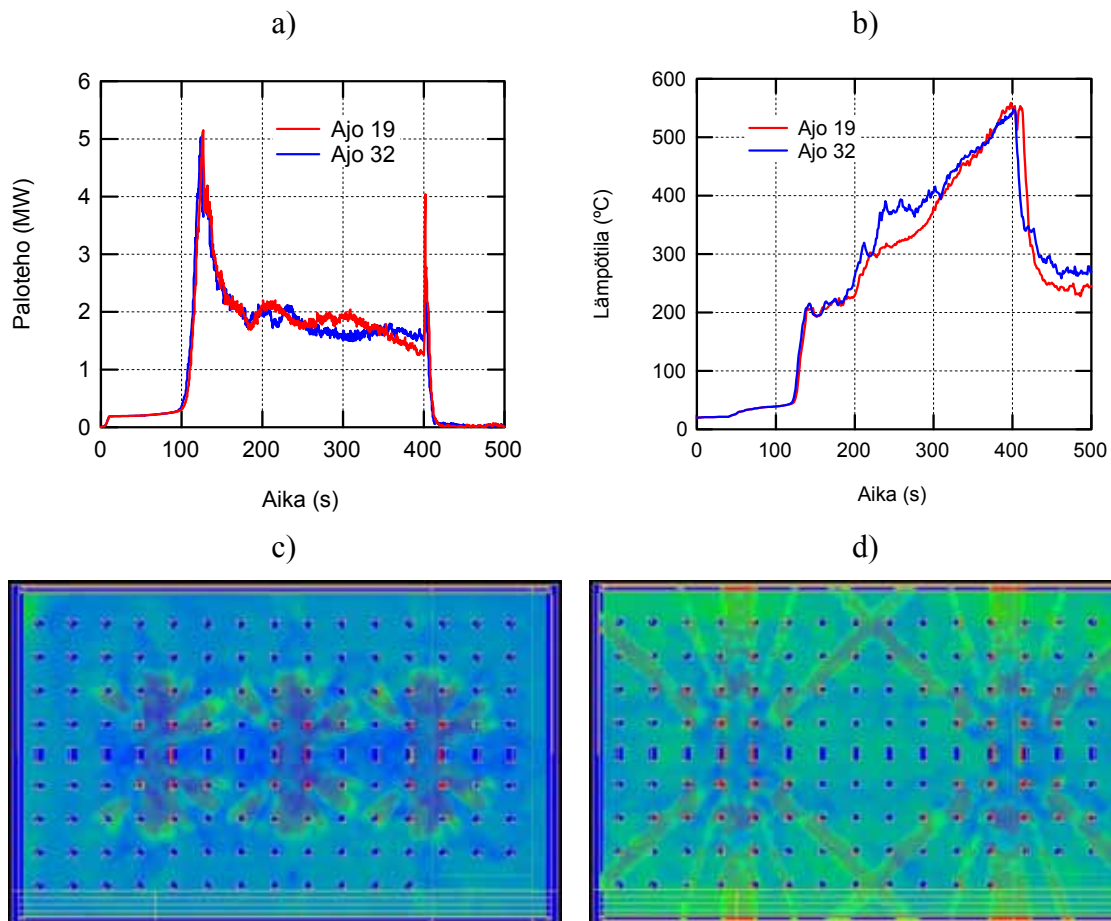 a)
b)
6
5
4
3
2
1
0
Paloteho (MW)
Ajo 19
Ajo 32
0 100 200 300 400 500
Aika (s)
600
500
400
300
200
100
0
Lämpötila (ºC)
Ajo 19
Ajo 32
0 100 200 300 400 500
Aika (s)
c)
d)